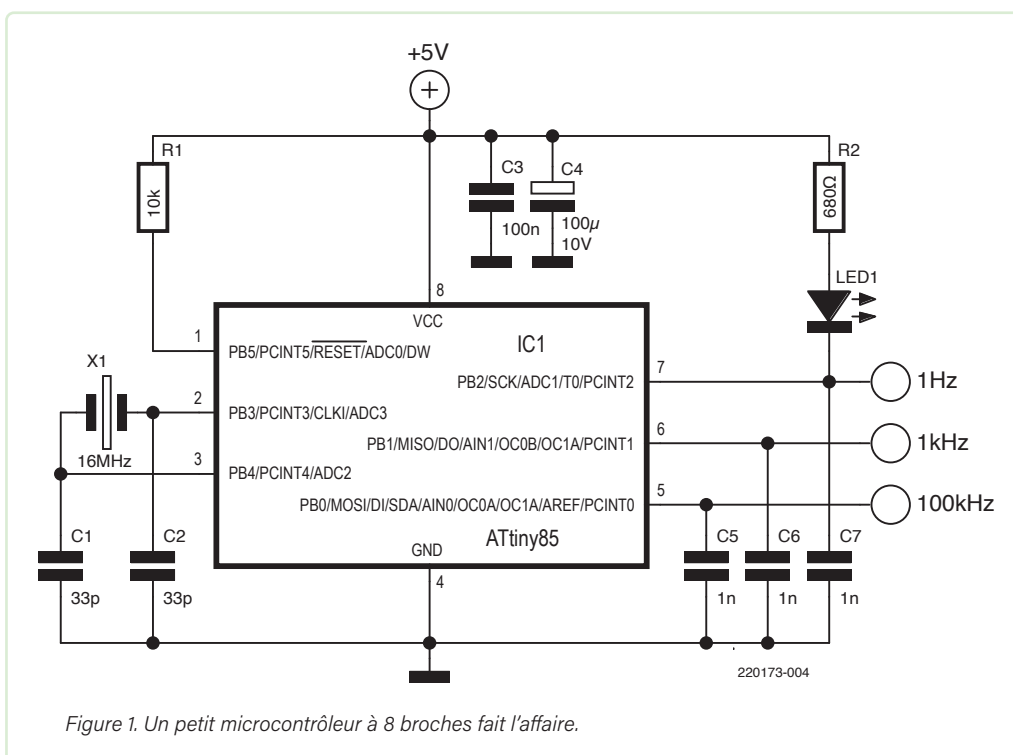 +5V
R1
10k
C3
100n
C4
100µ
10V
R2
680Ω
LED1
8
VCC
IC1
1
PB5/PCINT5/RESET/ADC0/DW
X1
16MHz
2
PB3/PCINT3/CLKI/ADC3
3
PB4/PCINT4/ADC2
7
PB2/SCK/ADC1/T0/PCINT2
1Hz
6
PB1/MISO/DO/AIN1/OC0B/OC1A/PCINT1
1kHz
5
PB0/MOSI/DI/SDA/AIN0/OC0A/OC1A/AREF/PCINT0
100kHz
ATtiny85
GND
4
C1
33p
C2
33p
C5
1n
C6
1n
C7
1n
220173-004
Figure 1. Un petit microcontrôleur à 8 broches fait l'affaire.